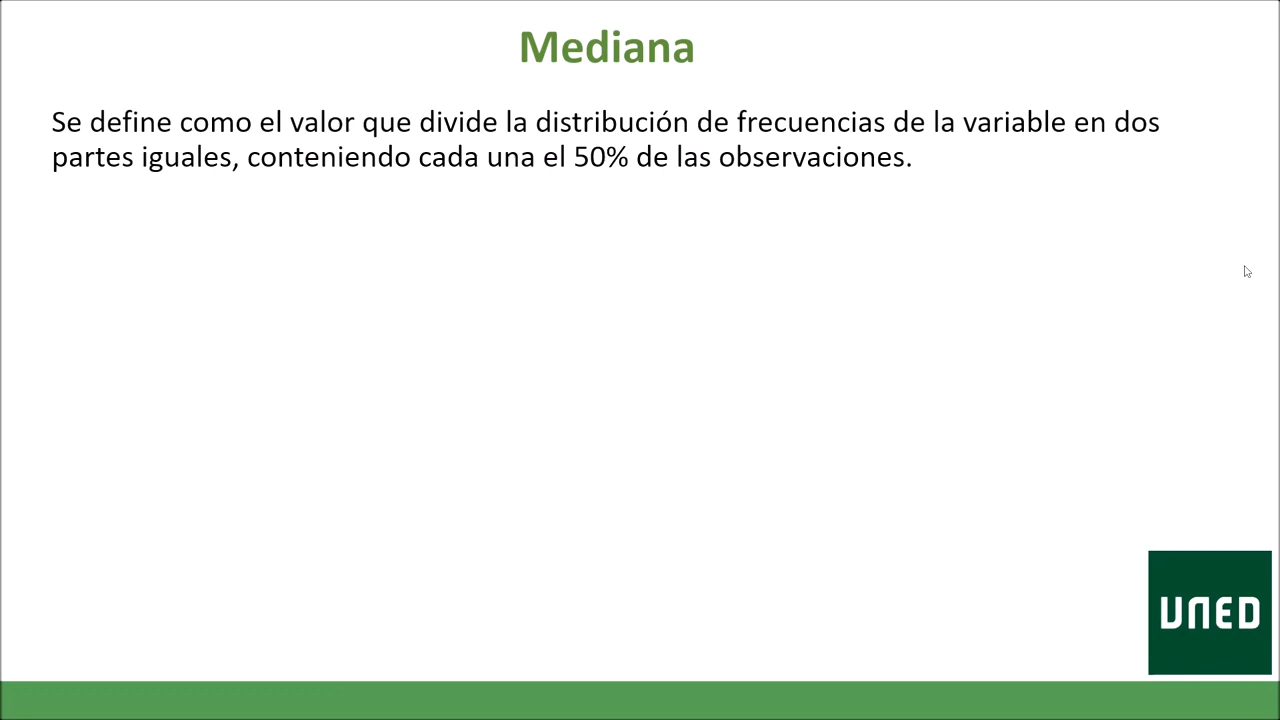 Mediana
Se define como el valor que divide la distribución de frecuencias de la variable en dos
partes iguales, conteniendo cada una el 50% de las observaciones.
UNED